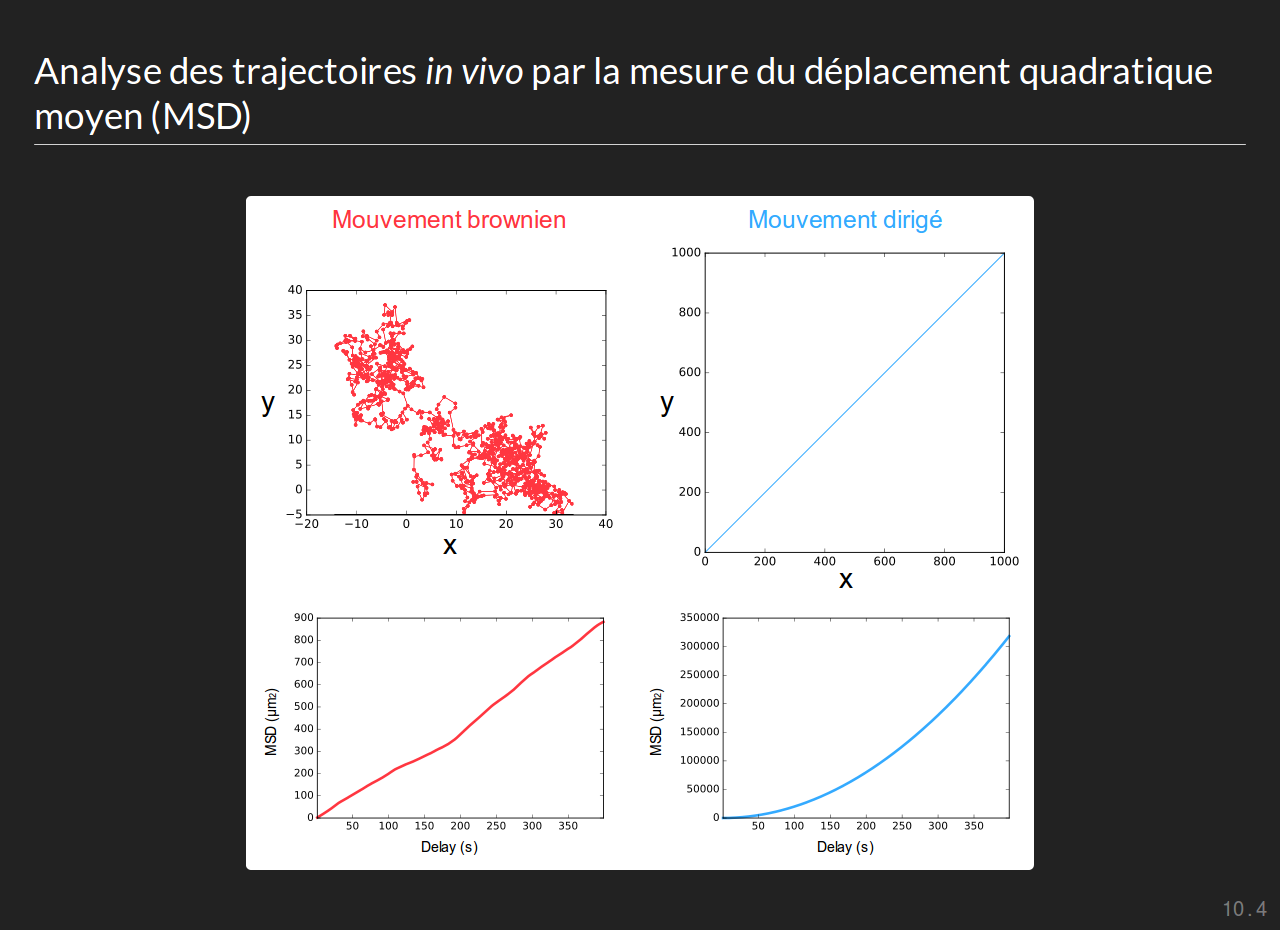 Analyse des trajectoires in vivo par la mesure du déplacement quadratique
moyen (MSD)
Mouvement brownien
Mouvement dirigé
40
35
30
25
20
15
10
5
0
−5
y
−20 −10 0 10 20 30 40
x
1000
800
600
400
200
0
y
0 200 400 600 800 1000
x
900
800
700
600
500
400
300
200
100
0
MSD (µm2)
50 100 150 200 250 300 350
Delay (s)
350000
300000
250000
200000
150000
100000
50000
0
MSD (µm2)
50 100 150 200 250 300 350
Delay (s)
10.4